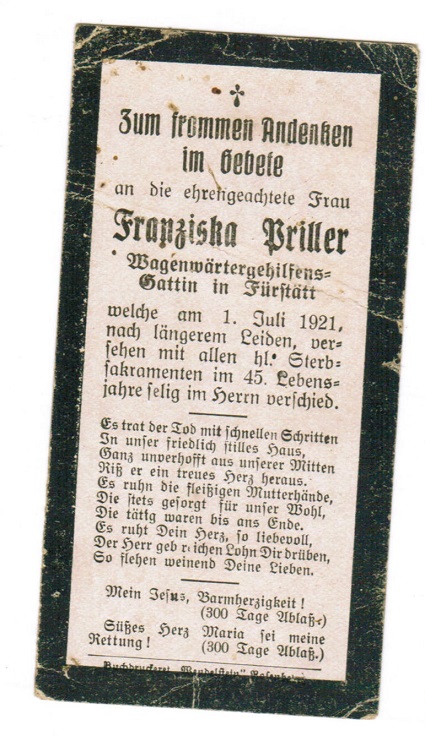 Zum frommen Andenken
im Gebete
an die ehrengeachtete Frau
Franziska Priller
Wagenwärtergehilfens-
Gattin in Fürstätt
welche am 1. Juli 1921,
nach längerem Leiden, ver-
sehen mit allen hl. Sterb-
sakramenten im 45. Lebens-
jahre selig im Herrn verschied.
Es trat der Tod mit schnellen Schritten
In unser friedlich stilles Haus,
Ganz unverhofft aus unserer Mitten
Riß er ein treues Herz heraus.
Es ruhn die fleißigen Mutterhände,
Die stets gesorgt für unser Wohl,
Die tätig waren bis ans Ende.
Es ruht Dein Herz, so liebevoll,
Der Herr geb reichen Lohn Dir drüben,
So flehen weinend Deine Lieben.
Mein Jesus, Barmherzigkeit!
(300 Tage Ablaß.)
Süßes Herz Maria sei meine
Rettung! (300 Tage Ablaß.)
Buchdruckerei „Wendelstein" Rosenheim